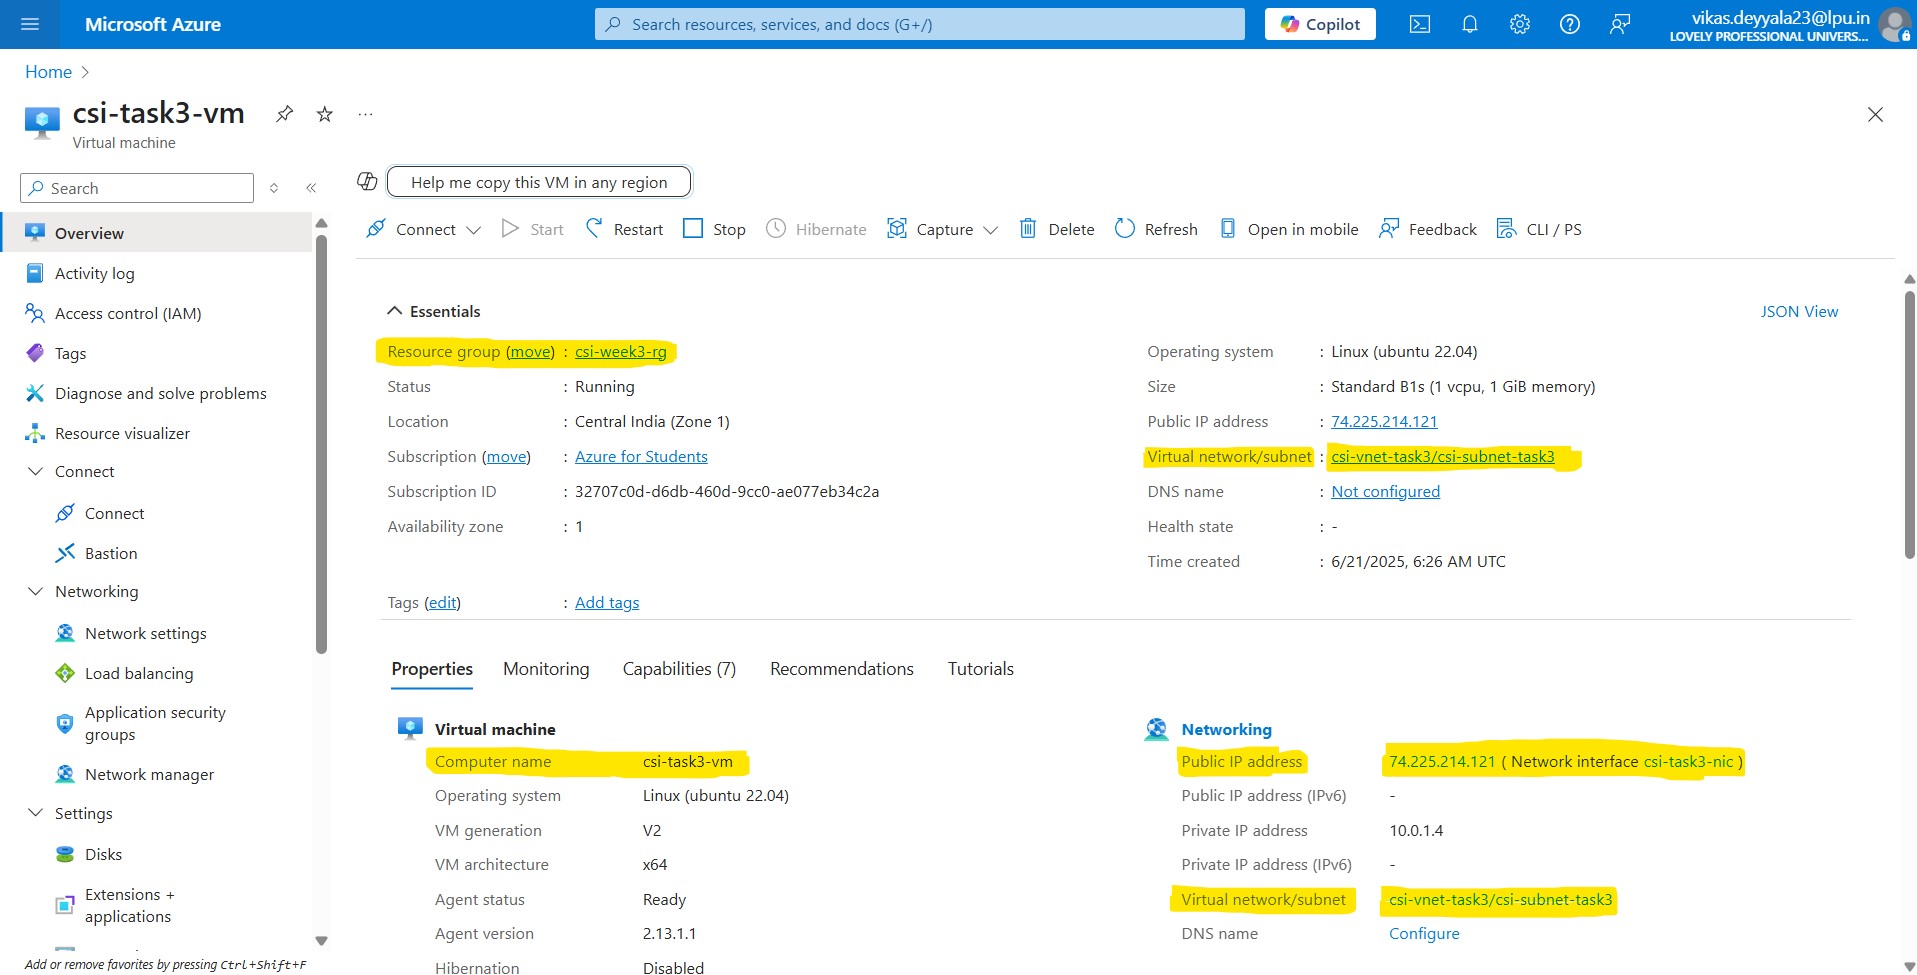 Microsoft Azure
Search resources, services, and docs (G+/)
Copilot
vikas.deyyala23@lpu.in
LOVELY PROFESSIONAL UNIVERS...
Home
csi-task3-vm
...
Virtual machine
Search
Help me copy this VM in any region
Connect Start Restart Stop Hibernate Capture Delete Refresh Open in mobile Feedback CLI / PS
Overview
Activity log
Access control (IAM)
Tags
Diagnose and solve problems
Resource visualizer
Connect
Connect
Bastion
Networking
Network settings
Load balancing
Application security
groups
Network manager
Settings
Disks
Extensions +
applications
Add or remove favorites by pressing Ctrl+Shift+F
Essentials
JSON View
Resource group (move) : csi-week3-rg
Status : Running
Location : Central India (Zone 1)
Subscription (move) : Azure for Students
Subscription ID : 32707c0d-d6db-460d-9cc0-ae077eb34c2a
Availability zone : 1
Operating system : Linux (ubuntu 22.04)
Size : Standard B1s (1 vcpu, 1 GiB memory)
Public IP address : 74.225.214.121
Virtual network/subnet : csi-vnet-task3/csi-subnet-task3
DNS name : Not configured
Health state : -
Time created : 6/21/2025, 6:26 AM UTC
Tags (edit) : Add tags
Properties Monitoring Capabilities (7) Recommendations Tutorials
Virtual machine
Computer name csi-task3-vm
Operating system Linux (ubuntu 22.04)
VM generation V2
VM architecture x64
Agent status Ready
Agent version 2.13.1.1
Hibernation Disabled
Networking
Public IP address 74.225.214.121 ( Network interface csi-task3-nic )
Public IP address (IPv6) -
Private IP address 10.0.1.4
Private IP address (IPv6) -
Virtual network/subnet csi-vnet-task3/csi-subnet-task3
DNS name Configure